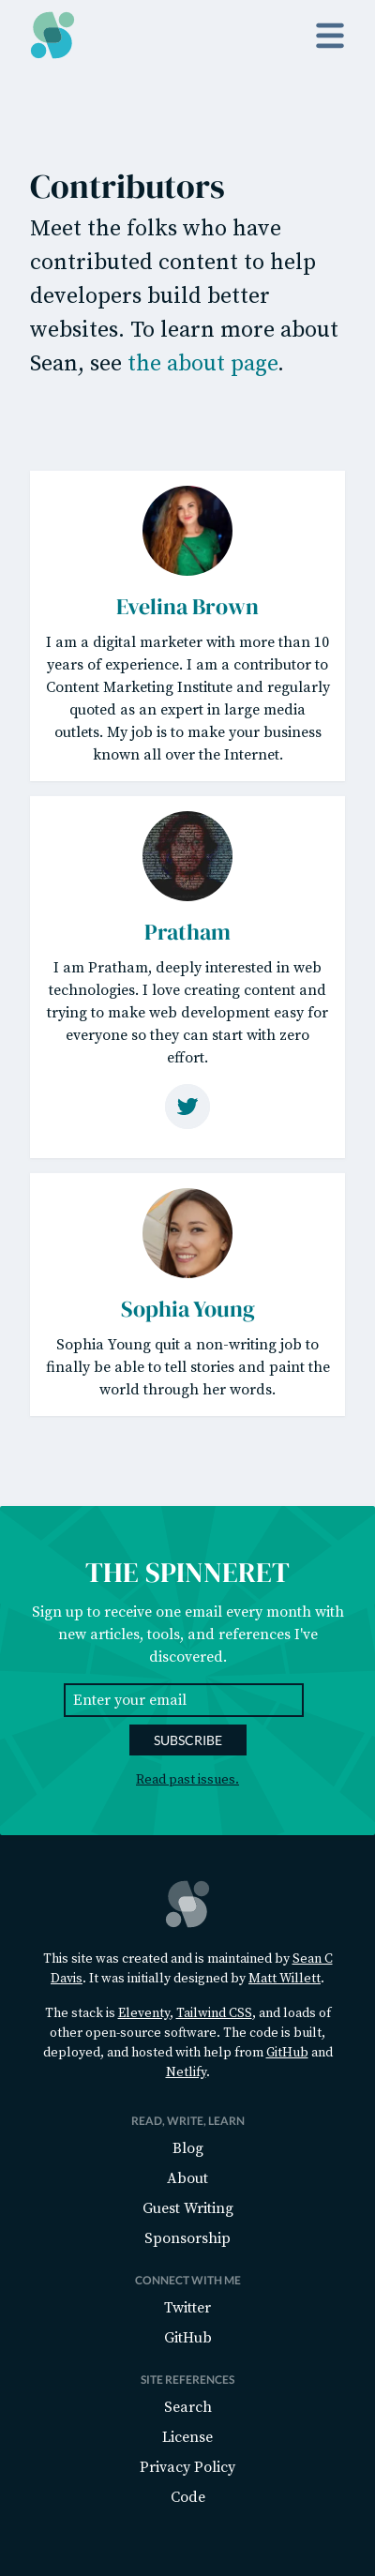 Contributors
Meet the folks who have
contributed content to help
developers build better
websites. To learn more about
Sean, see the about page.
Evelina Brown
I am a digital marketer with more than 10
years of experience. I am a contributor to
Content Marketing Institute and regularly
quoted as an expert in large media
outlets. My job is to make your business
known all over the Internet.
Pratham
I am Pratham, deeply interested in web
technologies. I love creating content and
trying to make web development easy for
everyone so they can start with zero
effort.
Sophia Young
Sophia Young quit a non-writing job to
finally be able to tell stories and paint the
world through her words.
THE SPINNERET
Sign up to receive one email every month with
new articles, tools, and references I've
discovered.
Enter your email
SUBSCRIBE
Read past issues.
This site was created and is maintained by Sean C
Davis. It was initially designed by Matt Willett.
The stack is Eleventy, Tailwind CSS, and loads of
other open-source software. The code is built,
deployed, and hosted with help from GitHub and
Netlify.
READ, WRITE, LEARN
Blog
About
Guest Writing
Sponsorship
CONNECT WITH ME
Twitter
GitHub
SITE REFERENCES
Search
License
Privacy Policy
Code